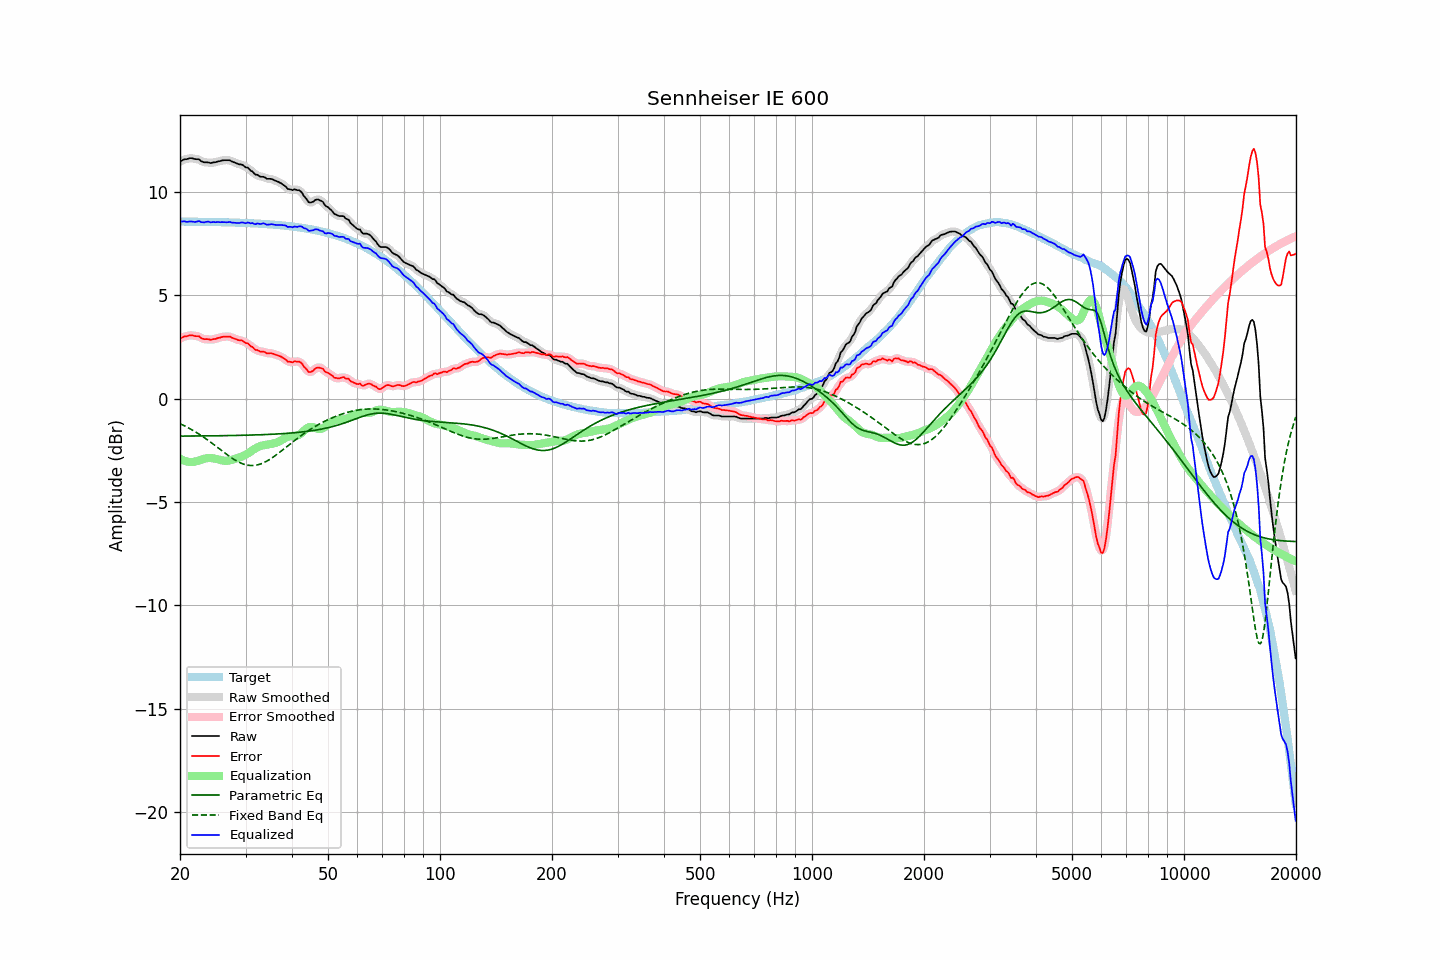 Sennheiser IE 600
Amplitude (dBr)
10
5
0
−5
−10
−15
−20
Target
Raw Smoothed
Error Smoothed
Raw
Error
Equalization
Parametric Eq
Fixed Band Eq
Equalized
20 50 100 200 500 1000 2000 5000 10000 20000
Frequency (Hz)